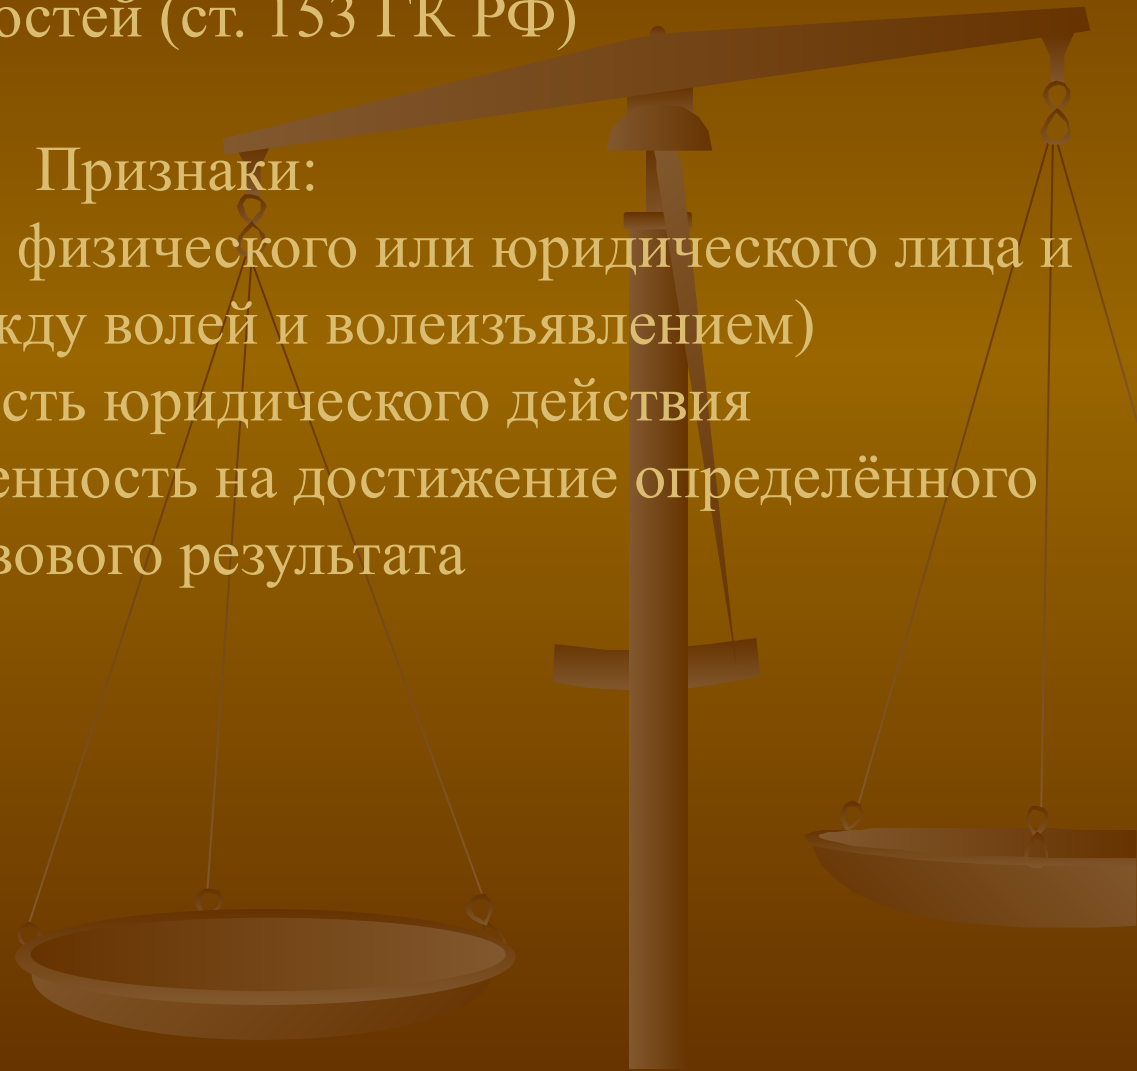 остей (ст. 153 ГК РФ)
Признаки:
физического или юридического лица и
жду волей и волеизъявлением)
сть юридического действия
енность на достижение определённого
вового результата